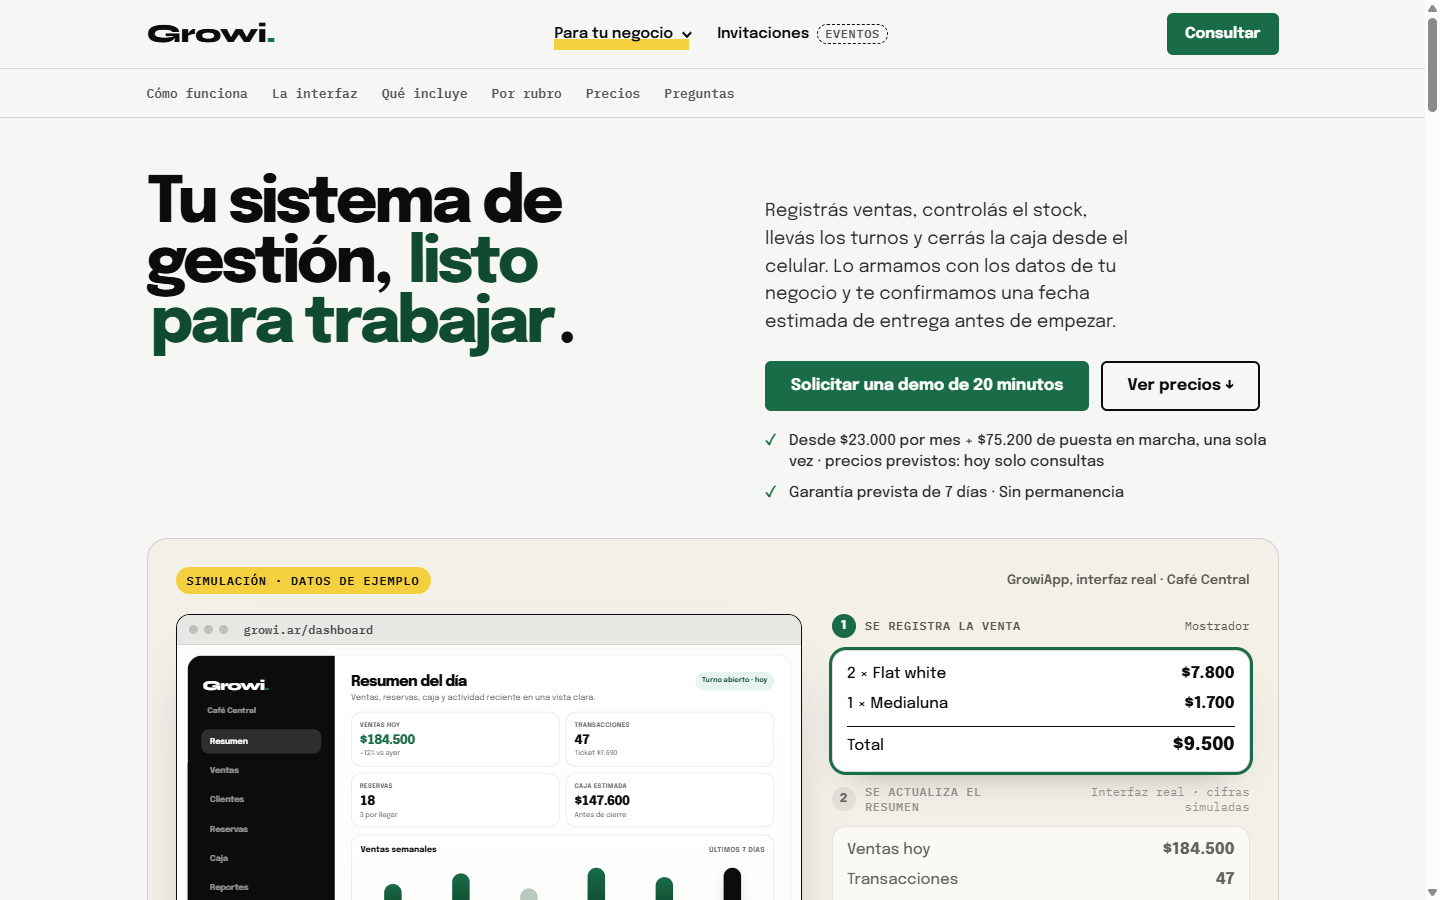 Growi.
Para tu negocio
Invitaciones
EVENTOS
Consultar
Cómo funciona
La interfaz
Qué incluye
Por rubro
Precios
Preguntas
Tu sistema de
gestión, listo
para trabajar.
Registrás ventas, controlás el stock,
llevás los turnos y cerrás la caja desde el
celular. Lo armamos con los datos de tu
negocio y te confirmamos una fecha
estimada de entrega antes de empezar.
Solicitar una demo de 20 minutos
Ver precios ↓
✓ Desde $23.000 por mes + $75.200 de puesta en marcha, una sola
vez · precios previstos: hoy solo consultas
✓ Garantía prevista de 7 días · Sin permanencia
SIMULACIÓN · DATOS DE EJEMPLO
GrowiApp, interfaz real · Café Central
growi.ar/dashboard
Growi.
Café Central
Resumen
Ventas
Clientes
Reservas
Caja
Reportes
Resumen del día
Ventas, reservas, caja y actividad reciente en una vista clara.
Turno abierto · hoy
VENTAS HOY
$184.500
+12% vs ayer
TRANSACCIONES
47
Ticket $7.690
RESERVAS
18
3 por llegar
CAJA ESTIMADA
$147.600
Antes de cierre
Ventas semanales
ÚLTIMOS 7 DÍAS
1 SE REGISTRA LA VENTA
Mostrador
2 × Flat white $7.800
1 × Medialuna $1.700
Total $9.500
2 SE ACTUALIZA EL
RESUMEN
Interfaz real · cifras
simuladas
Ventas hoy $184.500
Transacciones 47